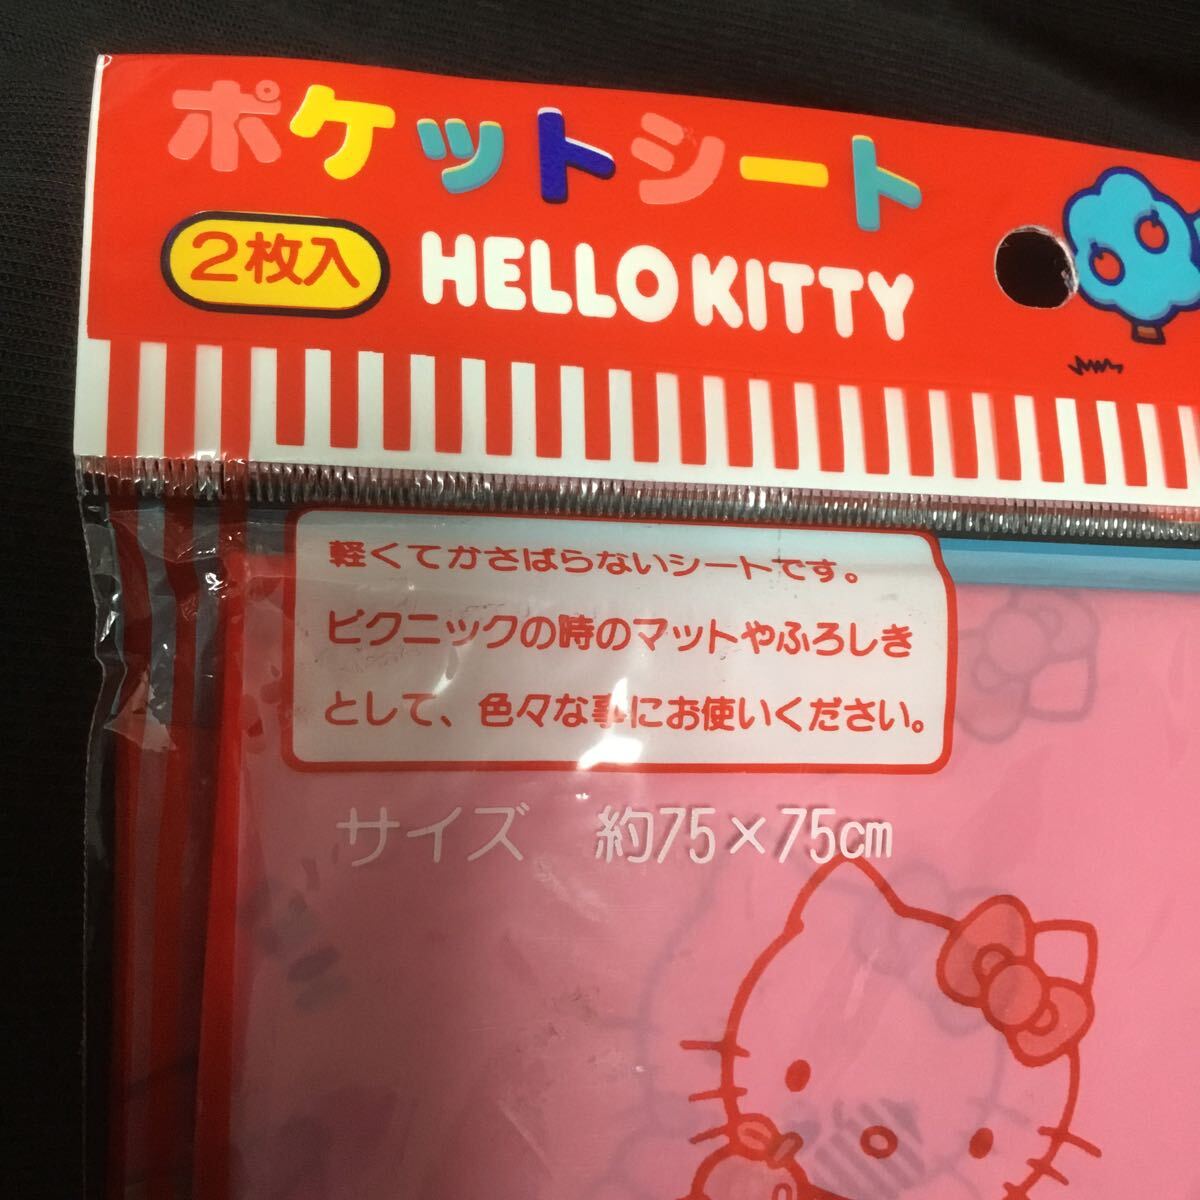 ポケットシート
2枚入
HELLO KITTY
軽くてかさばらないシートです。
ピクニックの時のマットやふろしき
として、色々な事にお使いください。
サイズ 約75×75cm